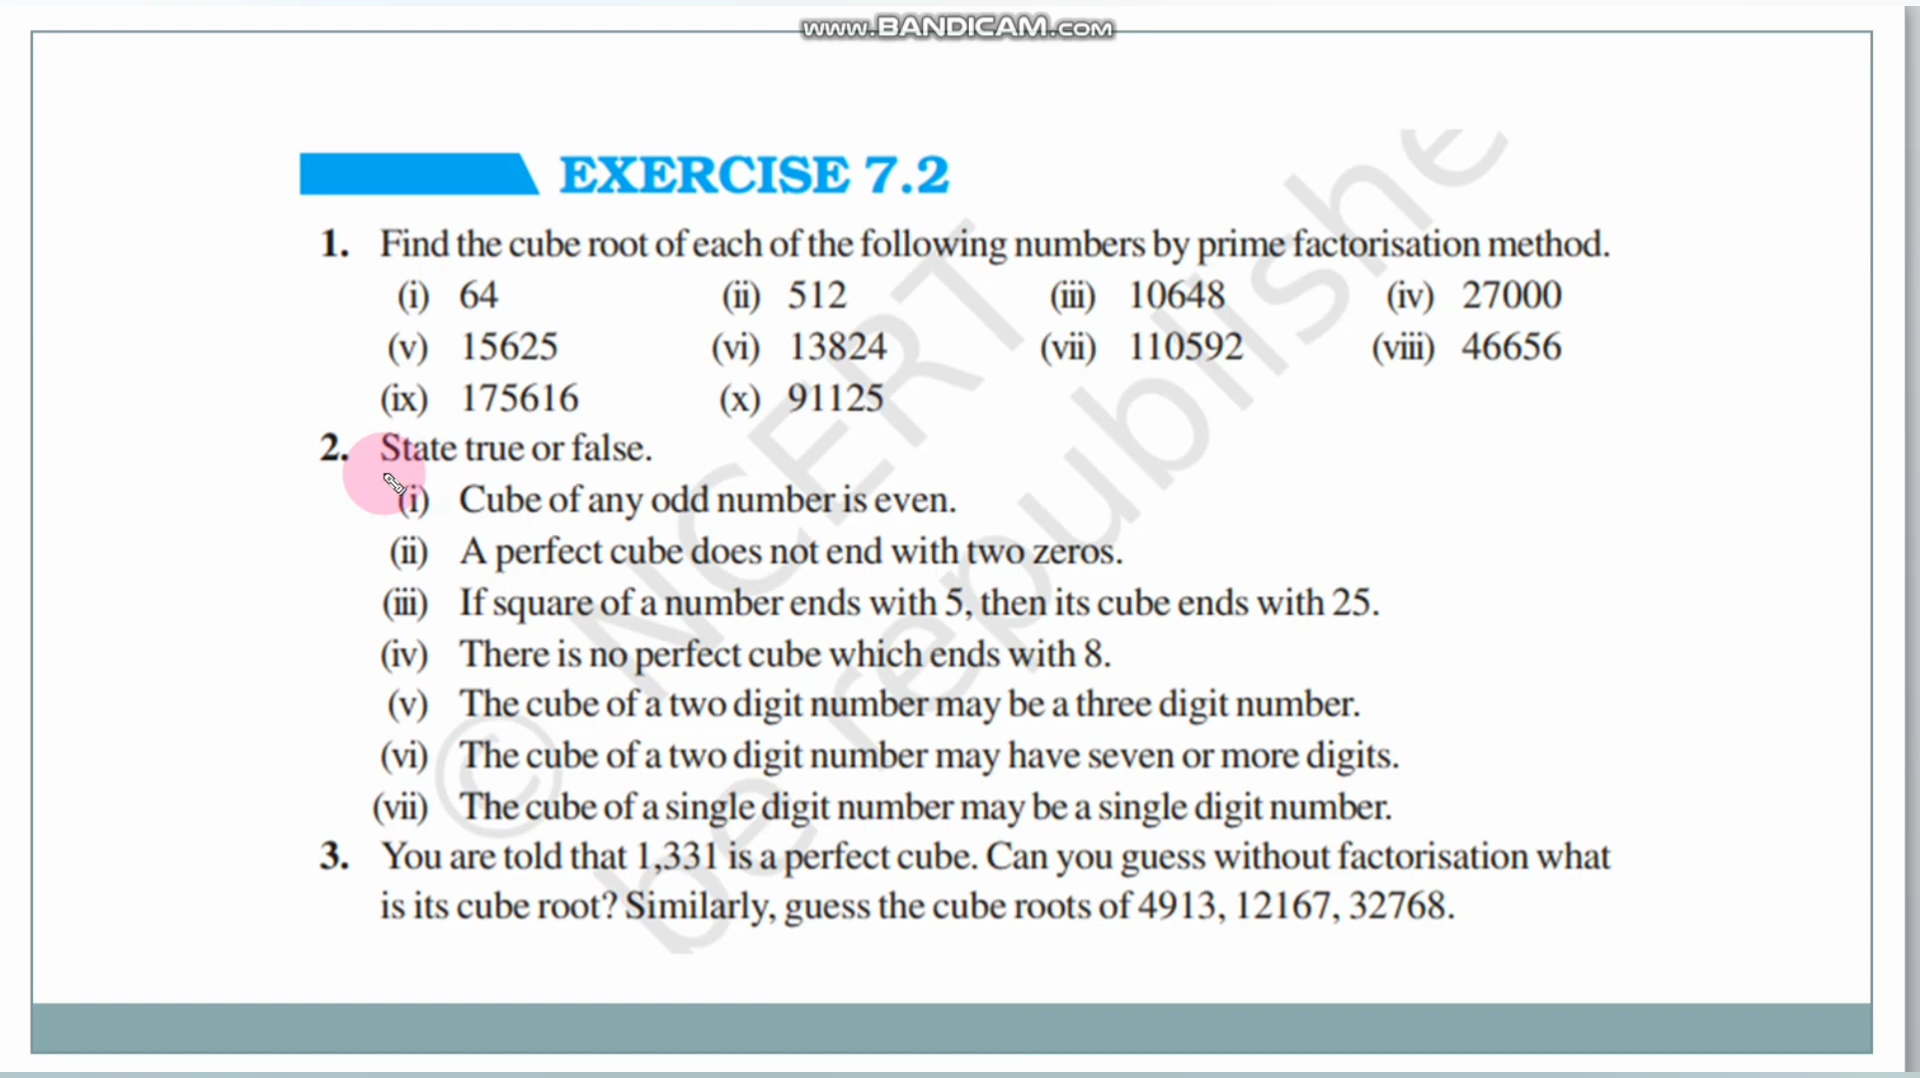 www.BANDICAM.com
EXERCISE 7.2
1. Find the cube root of each of the following numbers by prime factorisation method.
(i) 64 (ii) 512 (iii) 10648 (iv) 27000
(v) 15625 (vi) 13824 (vii) 110592 (viii) 46656
(ix) 175616 (x) 91125
2. State true or false.
(i) Cube of any odd number is even.
(ii) A perfect cube does not end with two zeros.
(iii) If square of a number ends with 5, then its cube ends with 25.
(iv) There is no perfect cube which ends with 8.
(v) The cube of a two digit number may be a three digit number.
(vi) The cube of a two digit number may have seven or more digits.
(vii) The cube of a single digit number may be a single digit number.
3. You are told that 1,331 is a perfect cube. Can you guess without factorisation what
is its cube root? Similarly, guess the cube roots of 4913, 12167, 32768.
© NCERT
be republishe